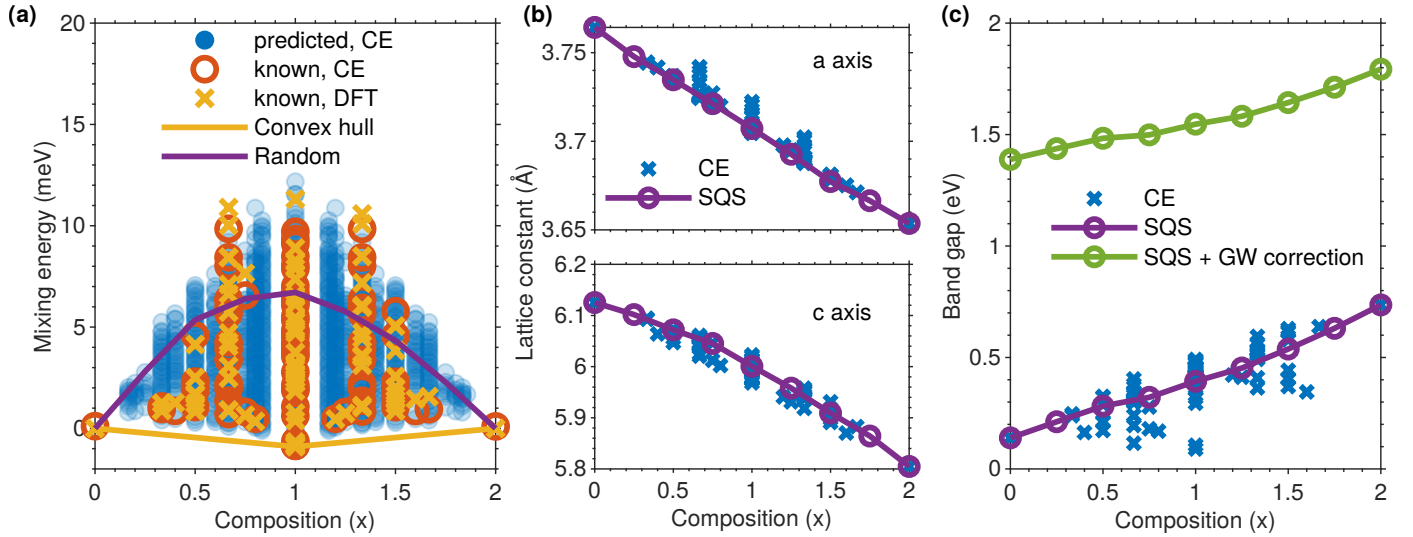 (a)
20
15
10
5
0
Mixing energy (meV)
predicted, CE
known, CE
known, DFT
Convex hull
Random
0
0.5
1
1.5
2
Composition (x)
(b)
3.75
3.7
3.65
a axis
CE
SQS
Lattice constant (Å)
6.2
6.1
6
5.9
5.8
c axis
0
0.5
1
1.5
2
Composition (x)
(c)
2
1.5
1
0.5
0
Band gap (eV)
CE
SQS
SQS + GW correction
0
0.5
1
1.5
2
Composition (x)